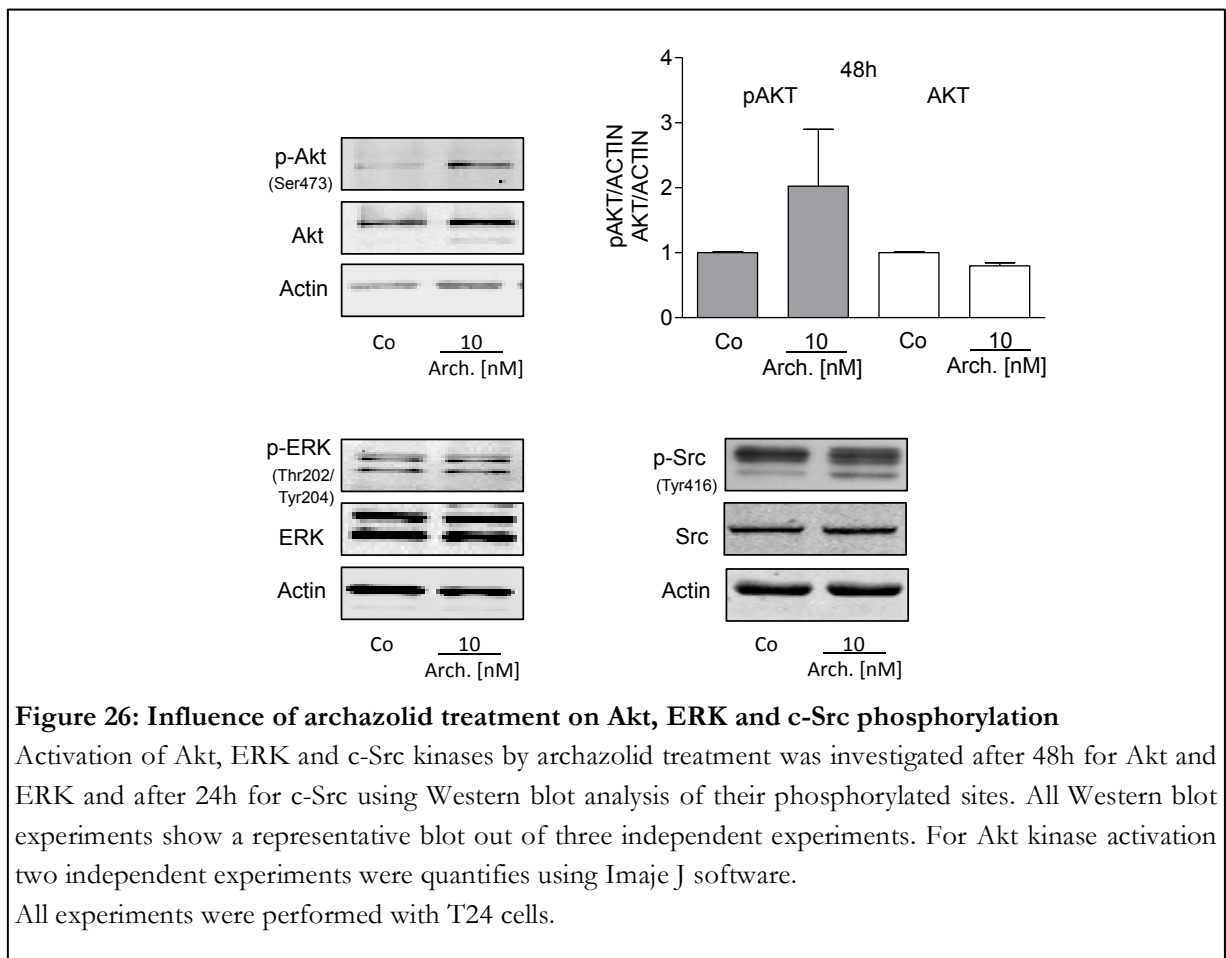 p-Akt
(Ser473)
Akt
Actin
Co
10
Arch. [nM]
4
3
2
1
0
pAKT/ACTIN
AKT/ACTIN
48h
pAKT
AKT
Co
10
Arch. [nM]
Co
10
Arch. [nM]
p-ERK
(Thr202/
Tyr204)
ERK
Actin
Co
10
Arch. [nM]
p-Src
(Tyr416)
Src
Actin
Co
10
Arch. [nM]
Figure 26: Influence of archazolid treatment on Akt, ERK and c-Src phosphorylation
Activation of Akt, ERK and c-Src kinases by archazolid treatment was investigated after 48h for Akt and
ERK and after 24h for c-Src using Western blot analysis of their phosphorylated sites. All Western blot
experiments show a representative blot out of three independent experiments. For Akt kinase activation
two independent experiments were quantifies using Imaje J software.
All experiments were performed with T24 cells.